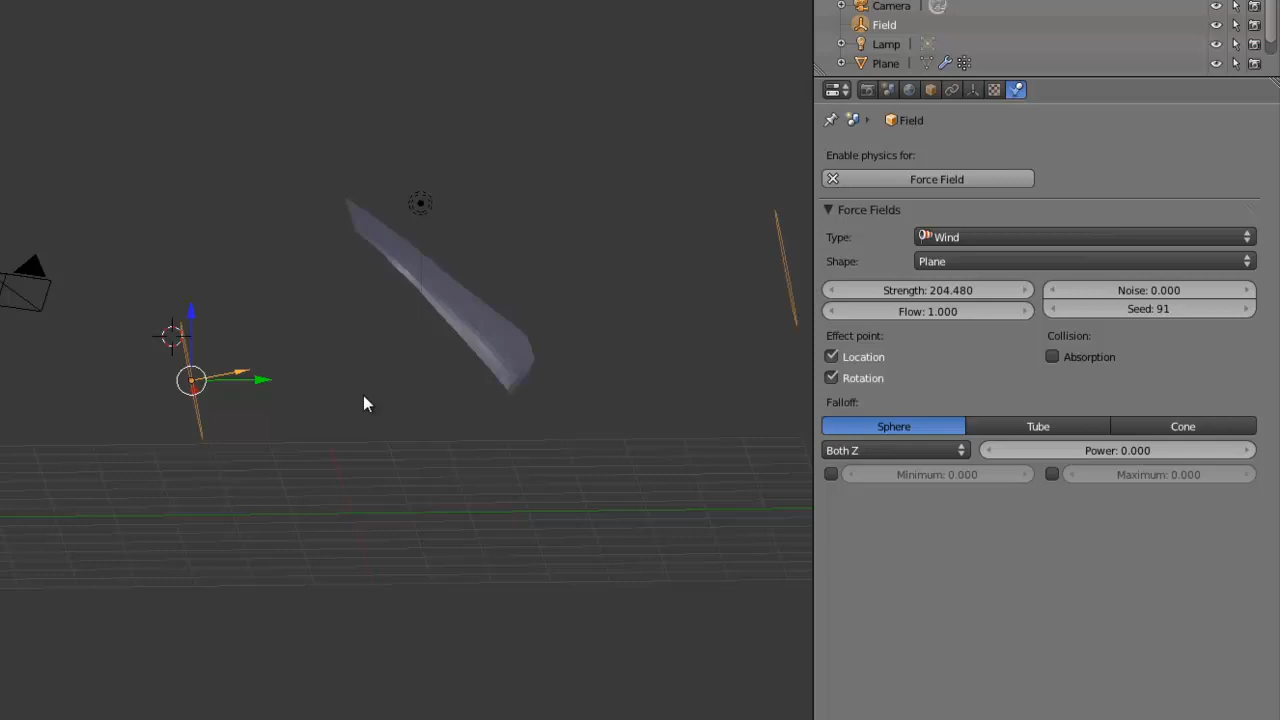 Camera
Field
Lamp
Plane
Field
Enable physics for:
Force Field
Force Fields
Type: Wind
Shape: Plane
Strength: 204.480 Noise: 0.000
Flow: 1.000 Seed: 91
Effect point: Collision:
Location Absorption
Rotation
Falloff:
Sphere Tube Cone
Both Z Power: 0.000
Minimum: 0.000 Maximum: 0.000